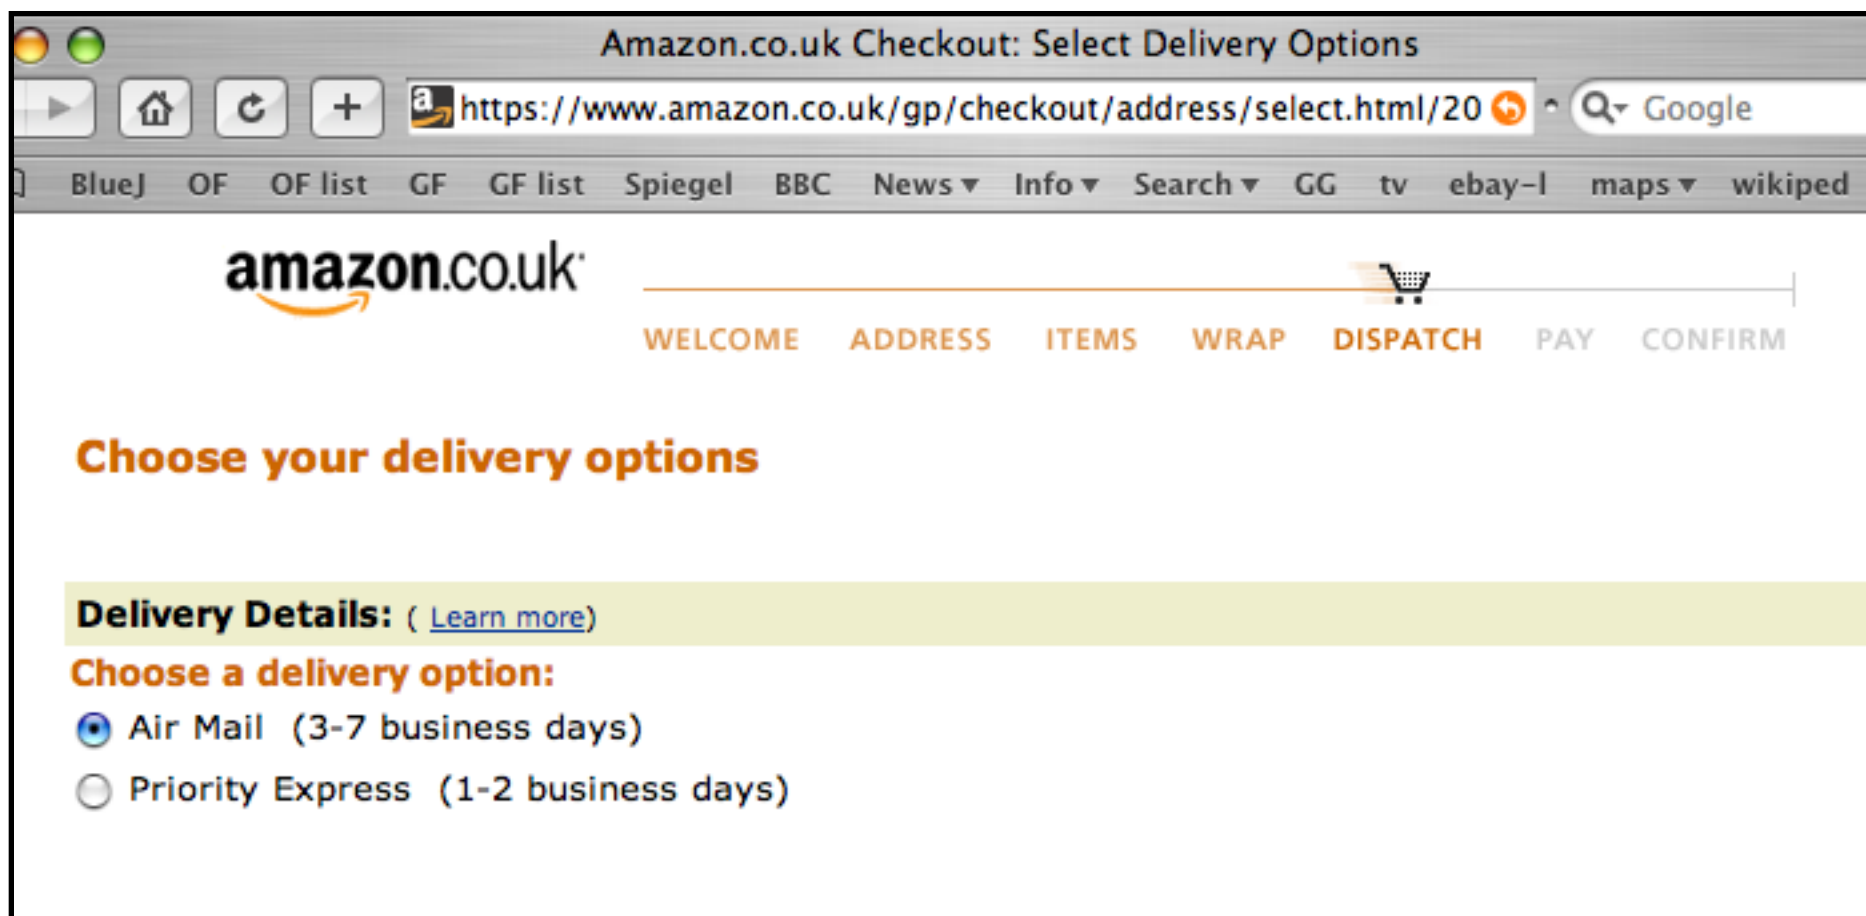 Amazon.co.uk Checkout: Select Delivery Options
https://www.amazon.co.uk/gp/checkout/address/select.html/20 Google
BlueJ OF OF list GF GF list Spiegel BBC News Info Search GG tv ebay-l maps wikiped
amazon.co.uk
WELCOME ADDRESS ITEMS WRAP DISPATCH PAY CONFIRM
Choose your delivery options
Delivery Details: ( Learn more)
Choose a delivery option:
Air Mail (3-7 business days)
Priority Express (1-2 business days)